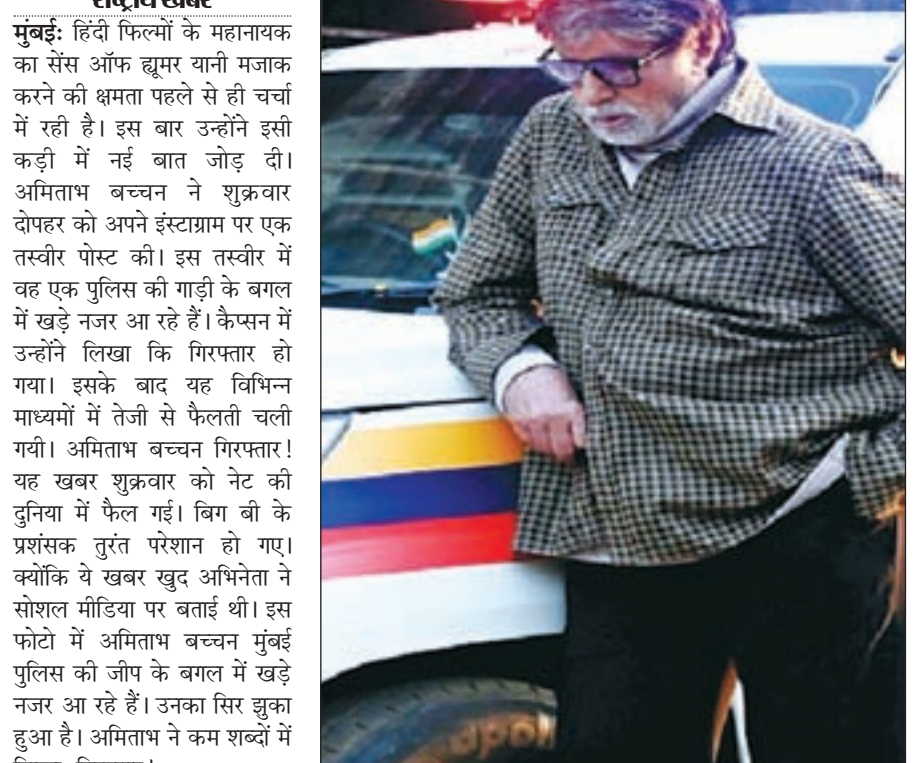 राष्ट्रीय खबर
मुंबई: हिंदी फिल्मों के महानायक
का सेंस ऑफ ह्यूमर यानी मजाक
करने की क्षमता पहले से ही चर्चा
में रही है। इस बार उन्होंने इसी
कड़ी में नई बात जोड़ दी।
अमिताभ बच्चन ने शुक्रवार
दोपहर को अपने इंस्टाग्राम पर एक
तस्वीर पोस्ट की। इस तस्वीर में
वह एक पुलिस की गाड़ी के बगल
में खड़े नजर आ रहे हैं। कैप्सन में
उन्होंने लिखा कि गिरफ्तार हो
गया। इसके बाद यह विभिन्न
माध्यमों में तेजी से फैलती चली
गयी। अमिताभ बच्चन गिरफ्तार!
यह खबर शुक्रवार को नेट की
दुनिया में फैल गई। बिग बी के
प्रशंसक तुरंत परेशान हो गए।
क्योंकि ये खबर खुद अभिनेता ने
सोशल मीडिया पर बताई थी। इस
फोटो में अमिताभ बच्चन मुंबई
पुलिस की जीप के बगल में खड़े
नजर आ रहे हैं। उनका सिर झुका
हुआ है। अमिताभ ने कम शब्दों में